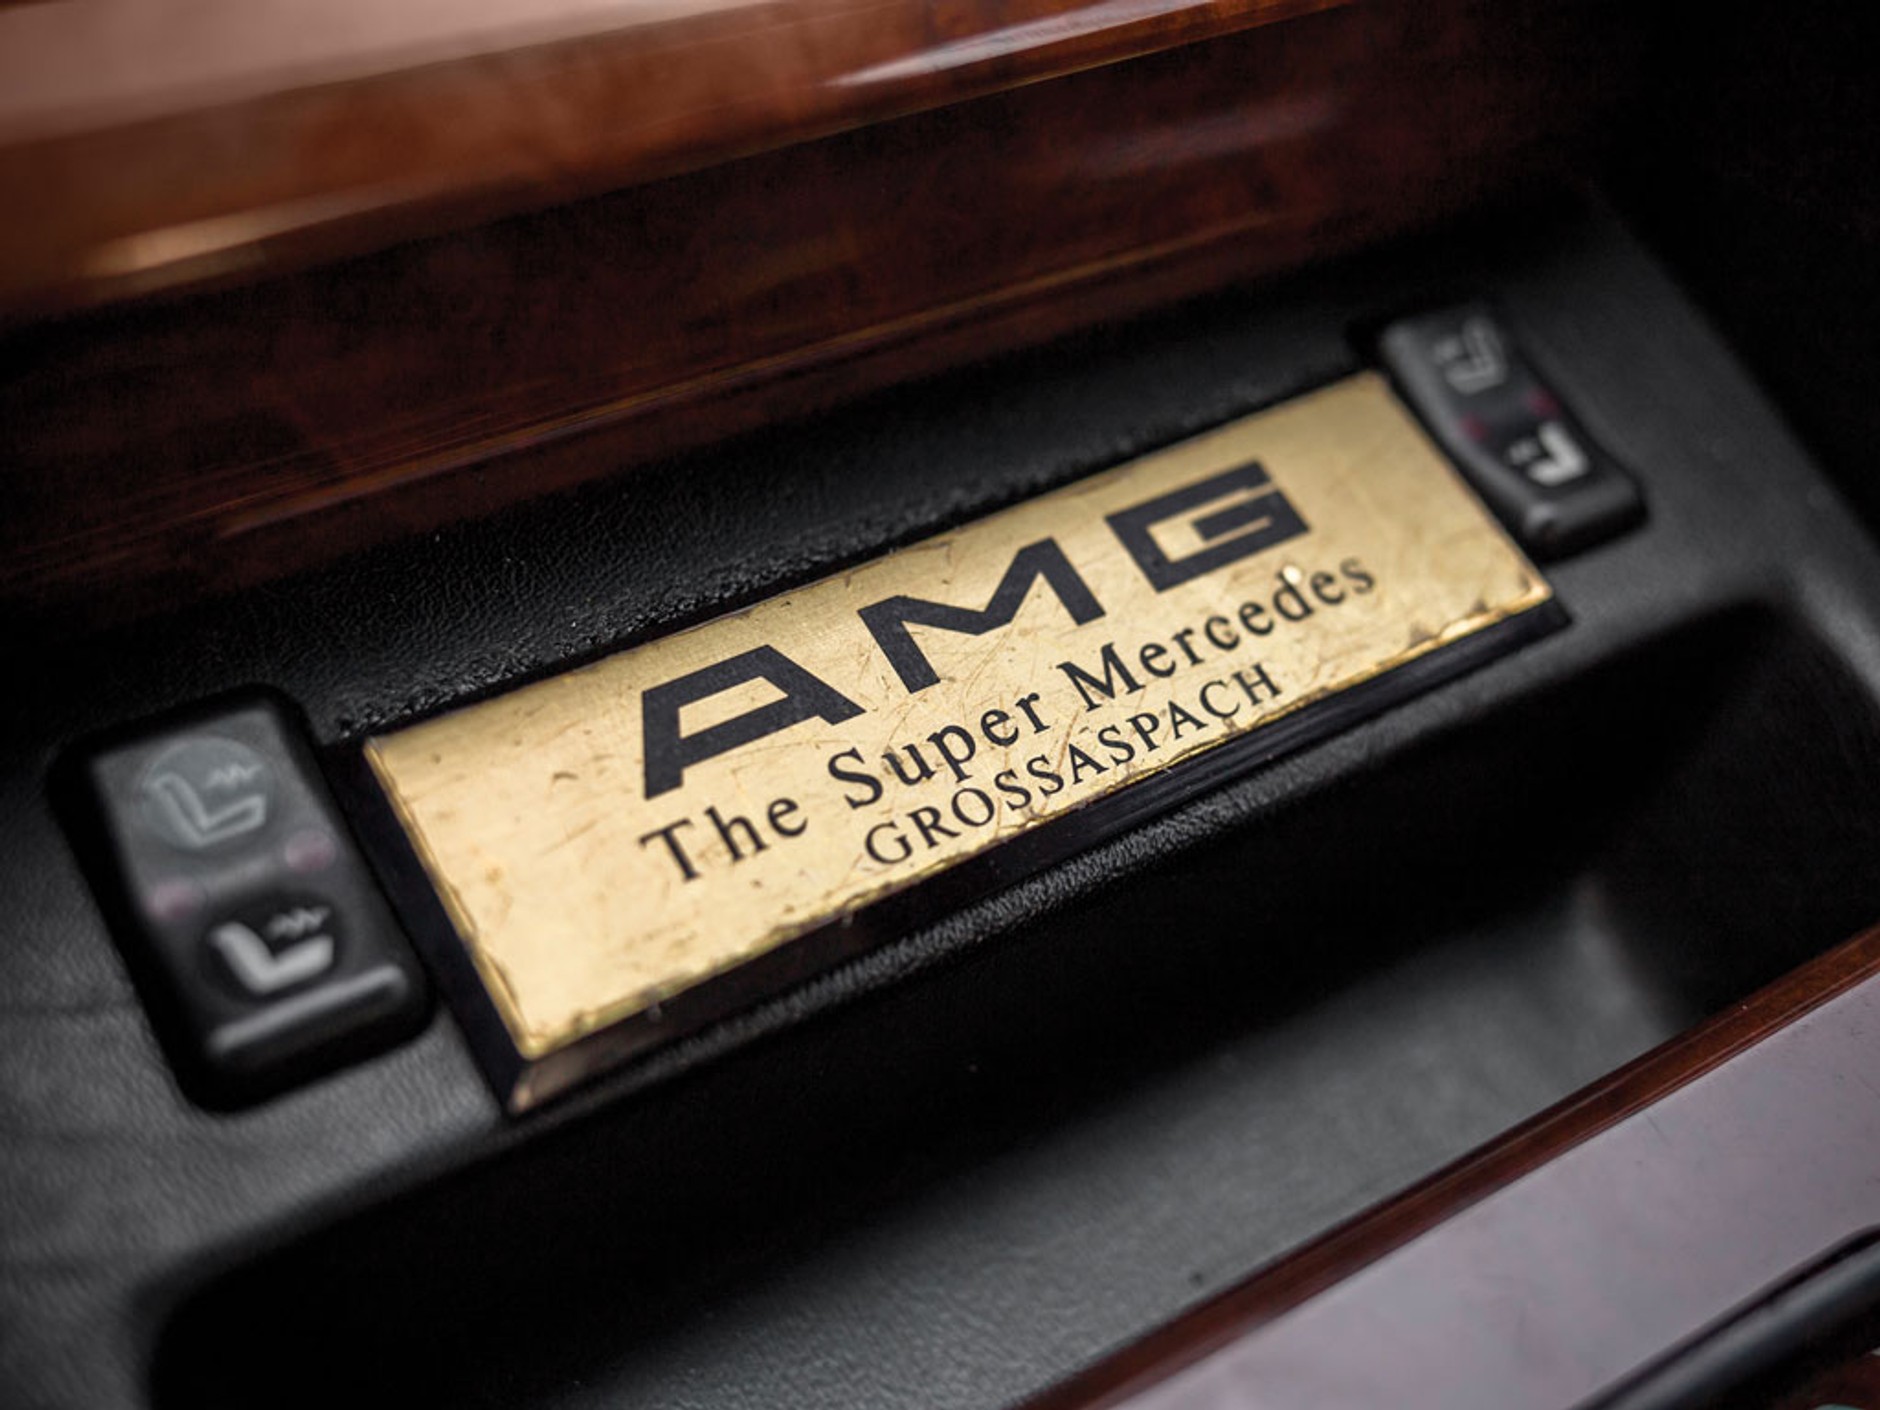 AMG
The Super Mercedes
GROSSASPACH